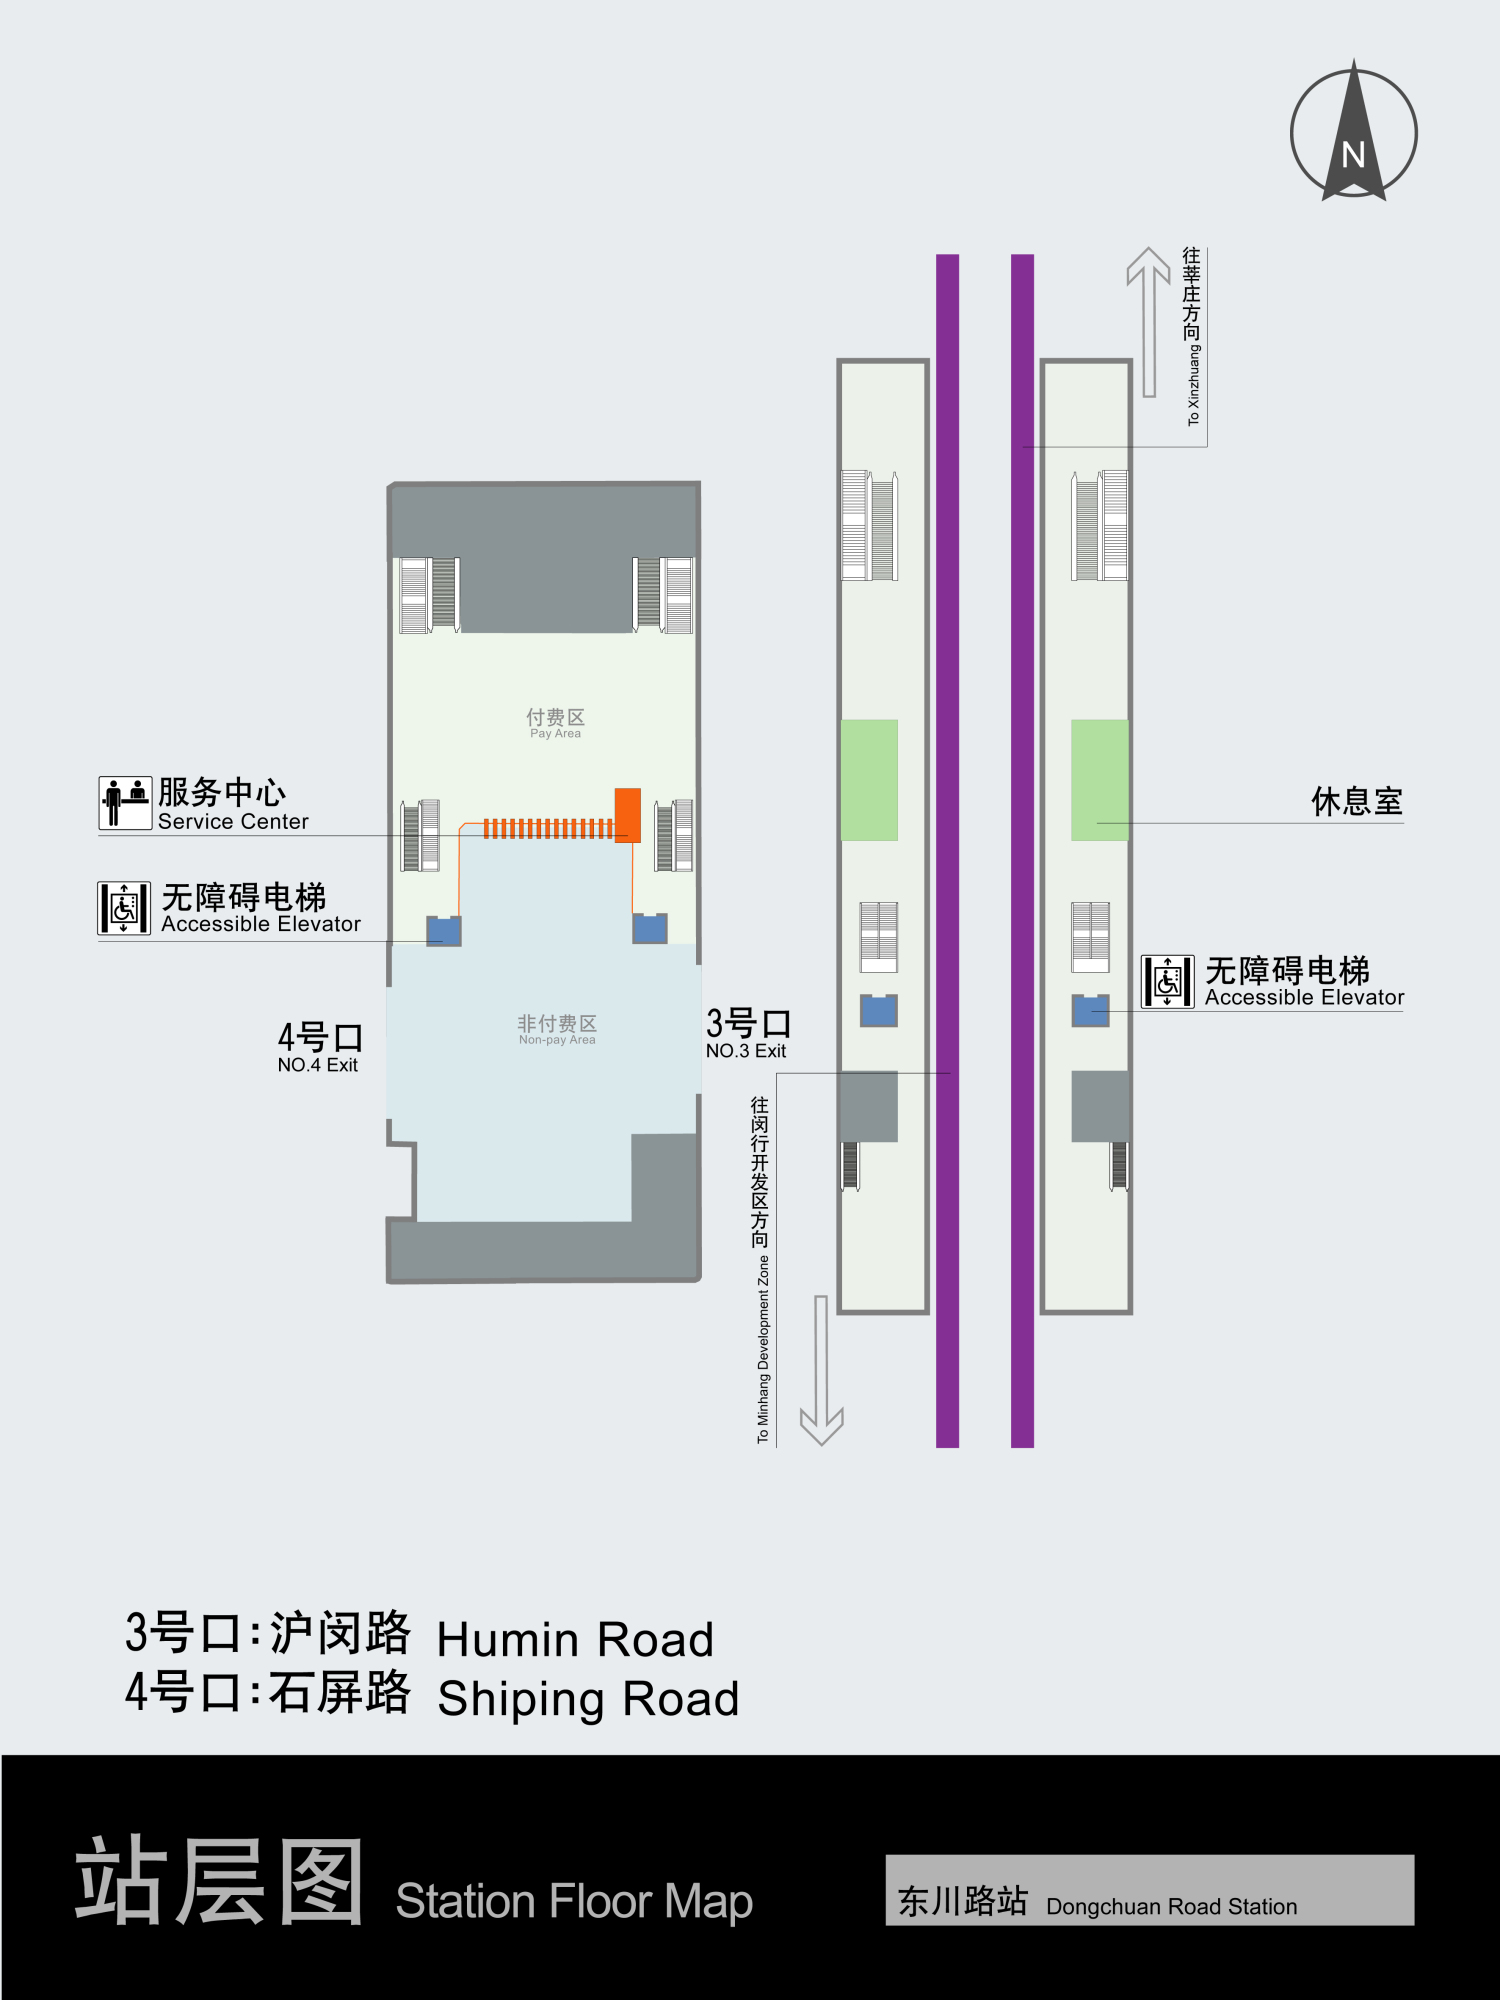 N
往莘庄方向
To Xinzhuang
付费区
Pay Area
服务中心
Service Center
休息室
无障碍电梯
Accessible Elevator
无障碍电梯
Accessible Elevator
4号口
NO.4 Exit
非付费区
Non-pay Area
3号口
NO.3 Exit
往闵行开发区方向
To Minhang Development Zone
3号口:沪闵路 Humin Road
4号口:石屏路 Shiping Road
站层图 Station Floor Map
东川路站 Dongchuan Road Station